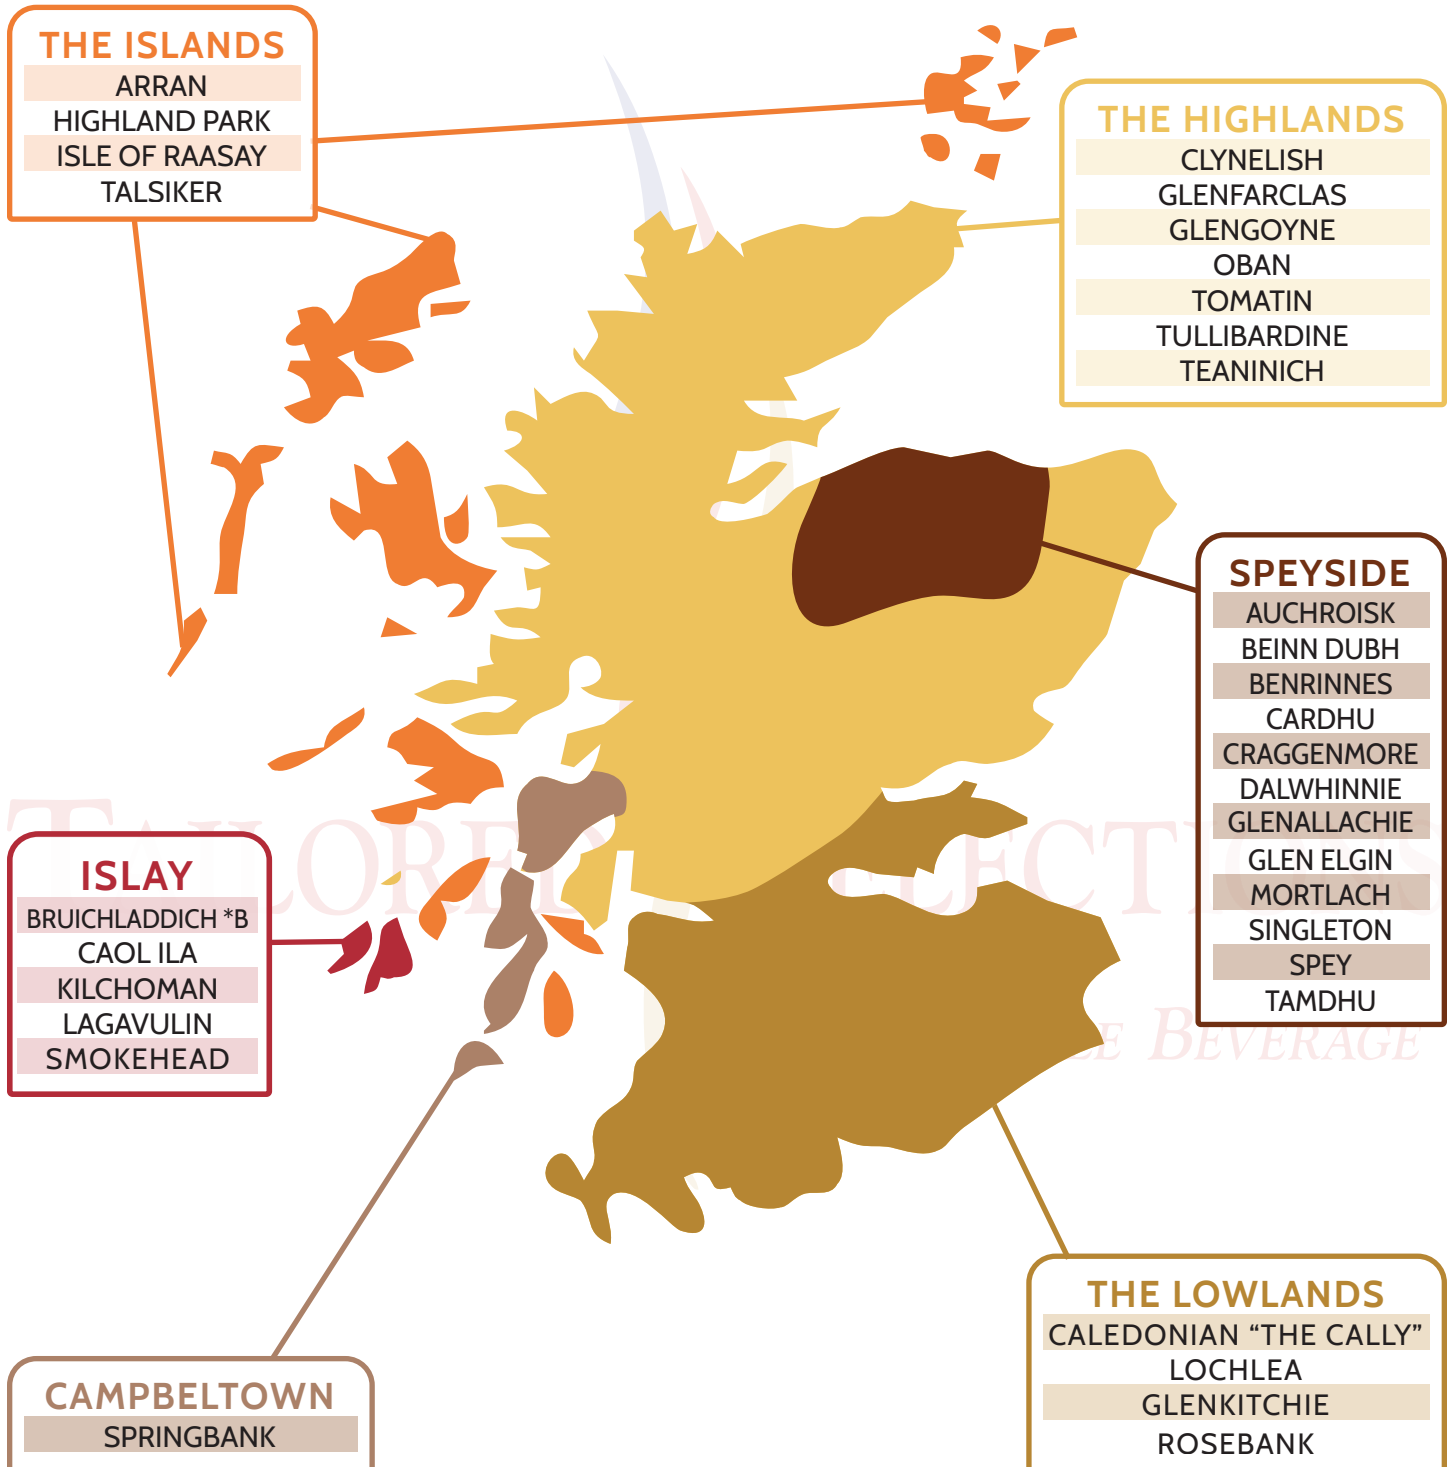 THE ISLANDS
ARRAN
HIGHLAND PARK
ISLE OF RAASAY
TALSIKER
THE HIGHLANDS
CLYNELISH
GLENFARCLAS
GLENGOYNE
OBAN
TOMATIN
TULLIBARDINE
TEANINICH
SPEYSIDE
AUCHROISK
BEINN DUBH
BENRINNES
CARDHU
CRAGGENMORE
DALWHINNIE
GLENALLACHIE
GLEN ELGIN
MORTLACH
SINGLETON
SPEY
TAMDHU
ISLAY
BRUICHLADDICH *B
CAOL ILA
KILCHOMAN
LAGAVULIN
SMOKEHEAD
BEVERAGE
CAMPBELTOWN
SPRINGBANK
THE LOWLANDS
CALEDONIAN “THE CALLY”
LOCHLEA
GLENKITCHIE
ROSEBANK